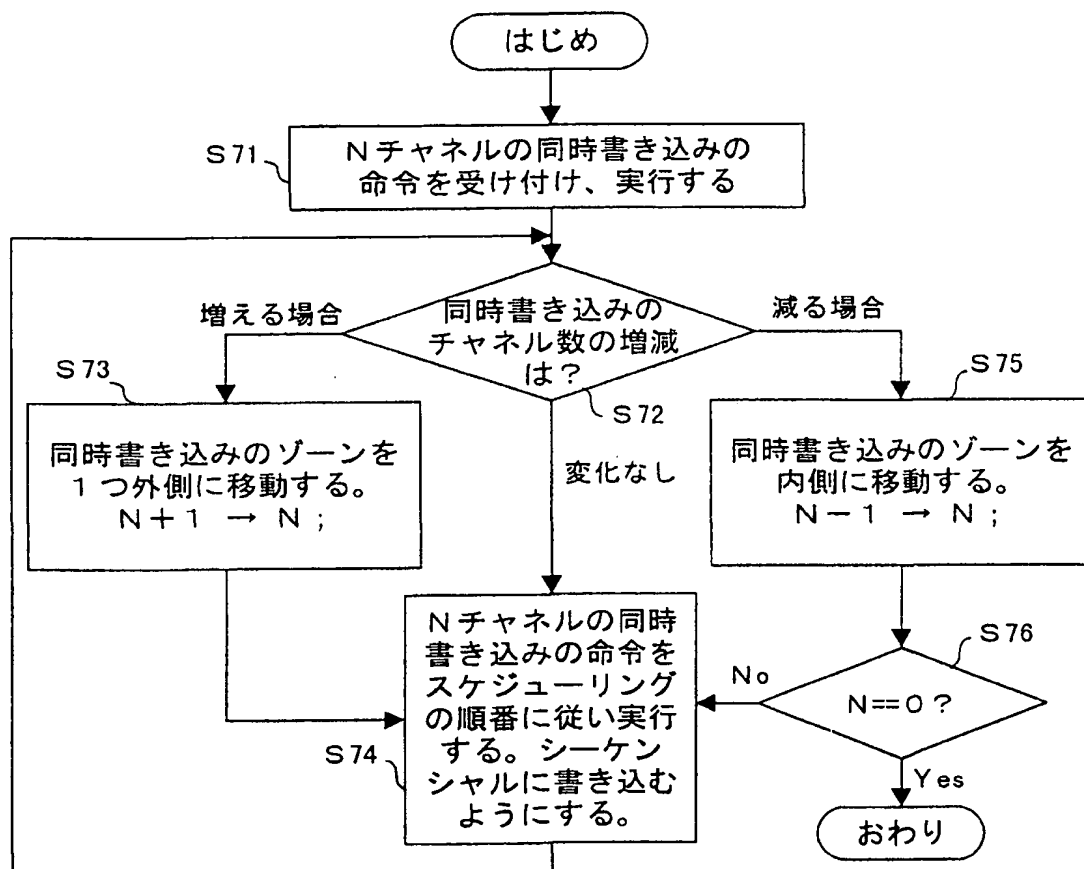 はじめ
S71
Nチャネルの同時書き込みの
命令を受け付け、実行する
増える場合
同時書き込みの
チャネル数の増減
は？
減る場合
S72
S73
同時書き込みのゾーンを
1つ外側に移動する。
N＋1 → N；
変化なし
S75
同時書き込みのゾーンを
内側に移動する。
N－1 → N；
S74
Nチャネルの同時
書き込みの命令を
スケジューリング
の順番に従い実行
する。シーケン
シャルに書き込む
ようにする。
S76
No
N==0？
Yes
おわり